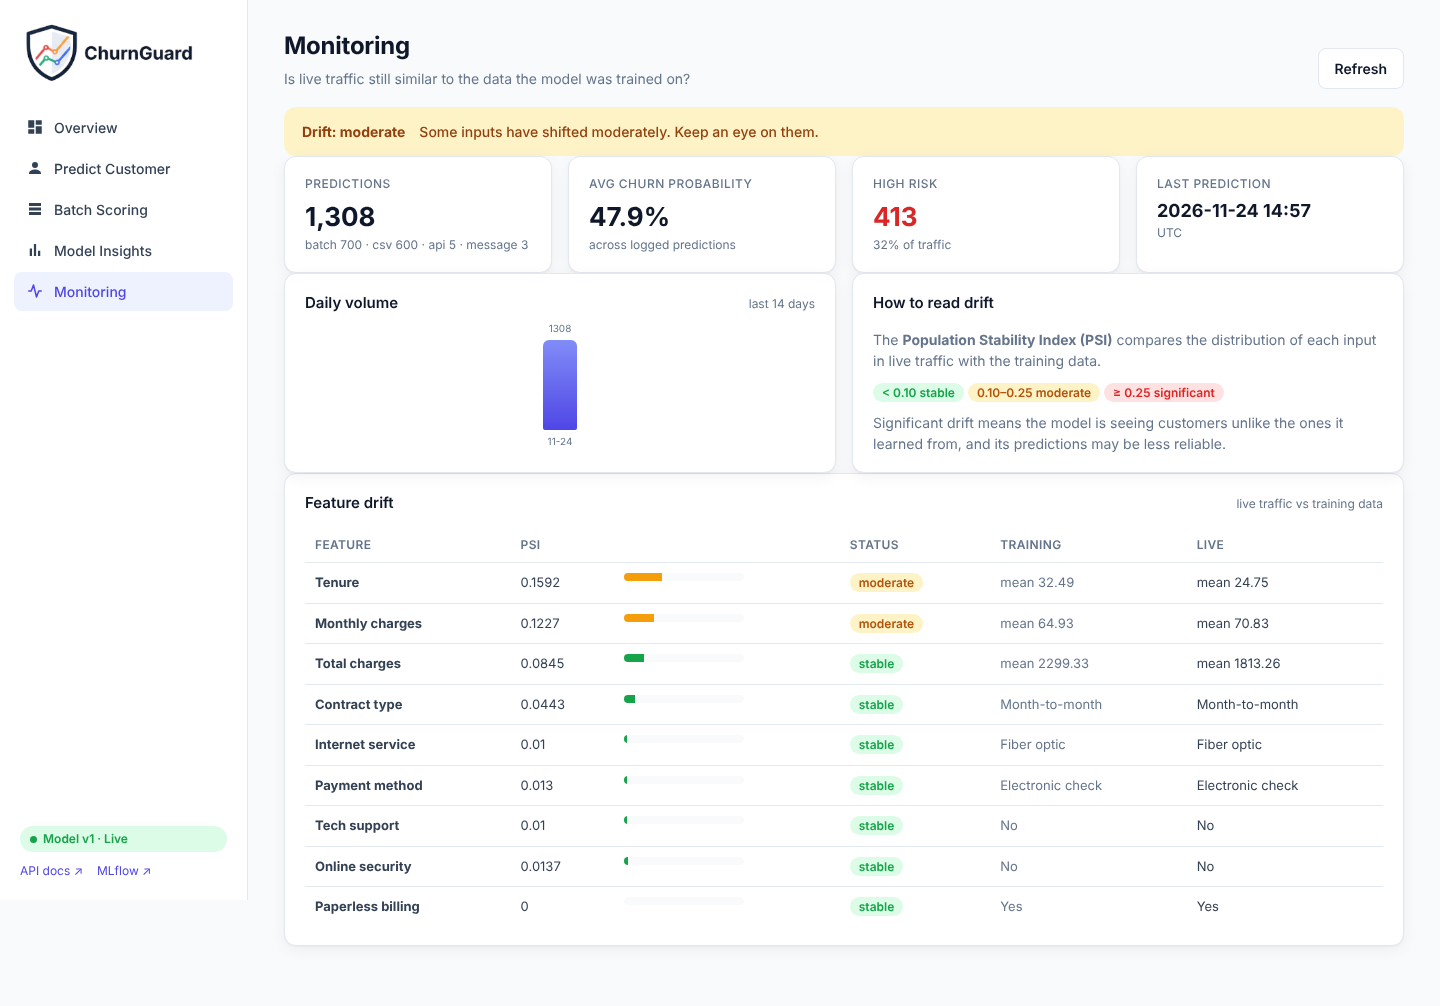 ChurnGuard
Overview
Predict Customer
Batch Scoring
Model Insights
Monitoring
Model v1 · Live
API docs ↗ MLflow ↗
Monitoring
Is live traffic still similar to the data the model was trained on?
Refresh
Drift: moderate Some inputs have shifted moderately. Keep an eye on them.
PREDICTIONS
1,308
batch 700 · csv 600 · api 5 · message 3
AVG CHURN PROBABILITY
47.9%
across logged predictions
HIGH RISK
413
32% of traffic
LAST PREDICTION
2026-11-24 14:57
UTC
Daily volume
last 14 days
1308
11-24
How to read drift
The Population Stability Index (PSI) compares the distribution of each input
in live traffic with the training data.
< 0.10 stable 0.10–0.25 moderate ≥ 0.25 significant
Significant drift means the model is seeing customers unlike the ones it
learned from, and its predictions may be less reliable.
Feature drift
live traffic vs training data
FEATURE PSI STATUS TRAINING LIVE
Tenure 0.1592 moderate mean 32.49 mean 24.75
Monthly charges 0.1227 moderate mean 64.93 mean 70.83
Total charges 0.0845 stable mean 2299.33 mean 1813.26
Contract type 0.0443 stable Month-to-month Month-to-month
Internet service 0.01 stable Fiber optic Fiber optic
Payment method 0.013 stable Electronic check Electronic check
Tech support 0.01 stable No No
Online security 0.0137 stable No No
Paperless billing 0 stable Yes Yes